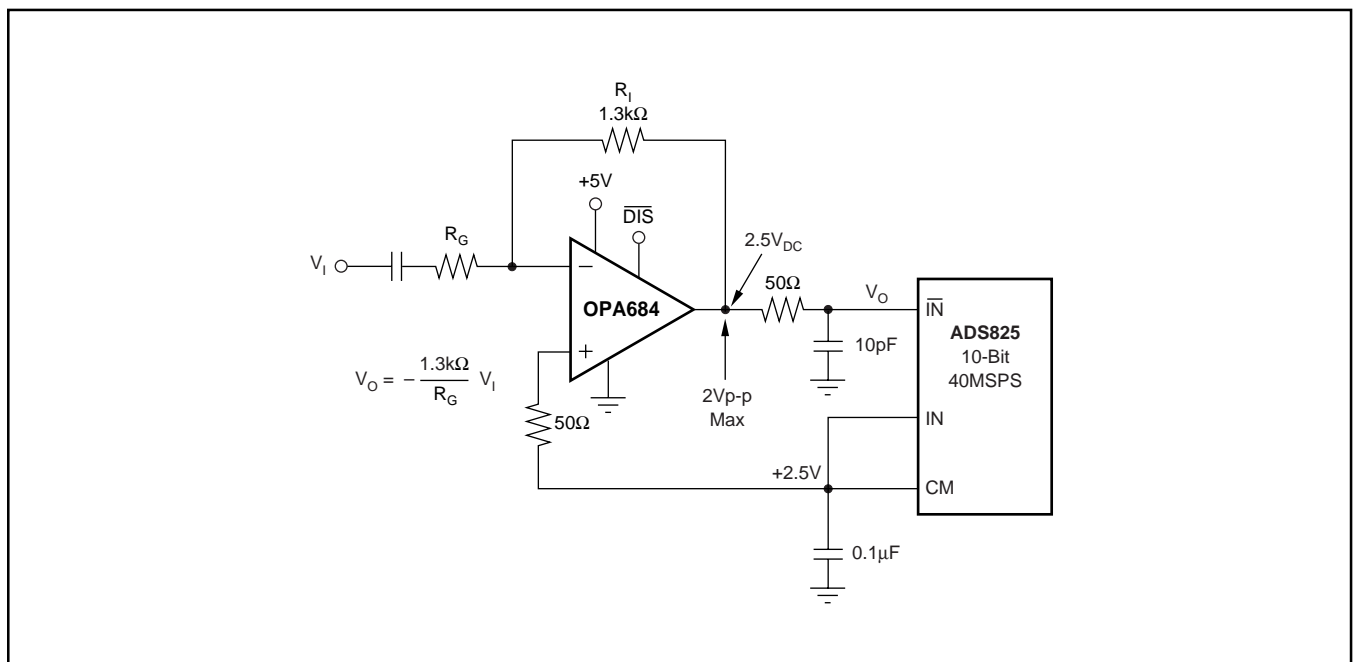 R_I
1.3kΩ
+5V
DIS
R_G
V_I
−
OPA684
+
2.5V_DC
50Ω
V_O
IN
ADS825
10-Bit
40MSPS
10pF
V_O = − 1.3kΩ / R_G V_I
2Vp-p
Max
50Ω
IN
+2.5V
CM
0.1µF